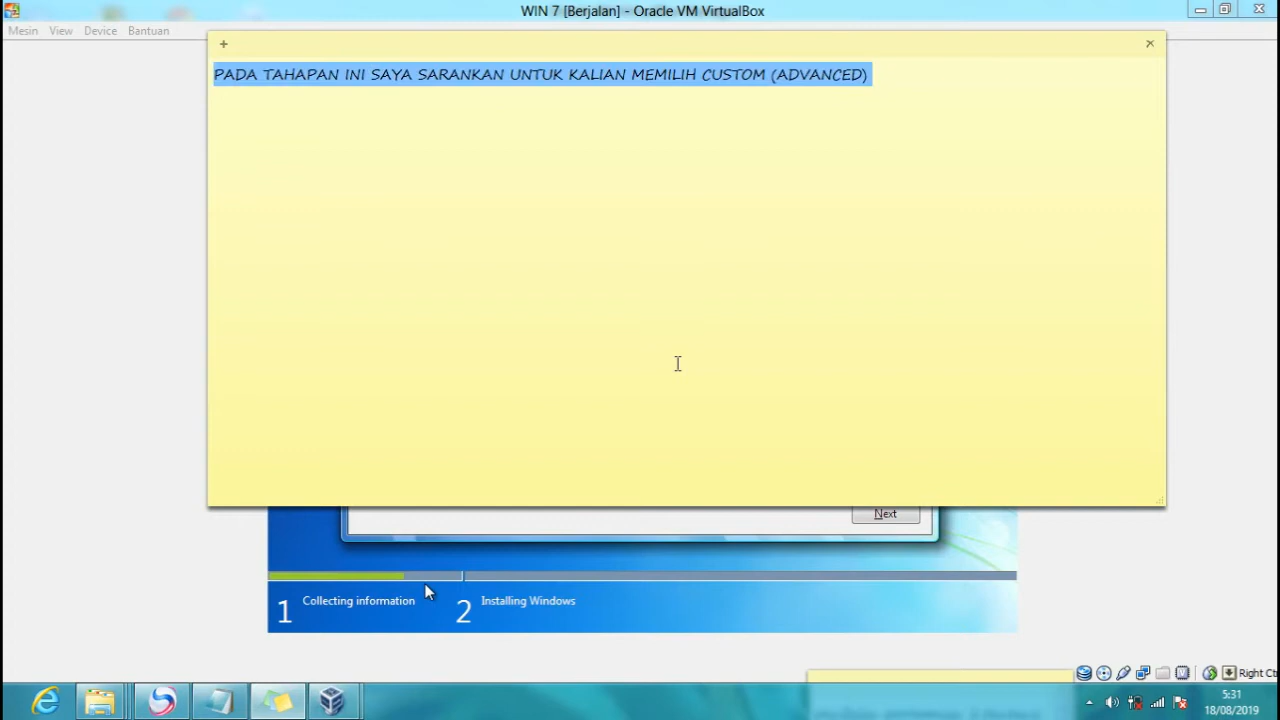 WIN 7 [Berjalan] - Oracle VM VirtualBox
Mesin View Device Bantuan
PADA TAHAPAN INI SAYA SARANKAN UNTUK KALIAN MEMILIH CUSTOM (ADVANCED)
Next
1 Collecting information 2 Installing Windows
Right Ct
5:31
18/08/2019